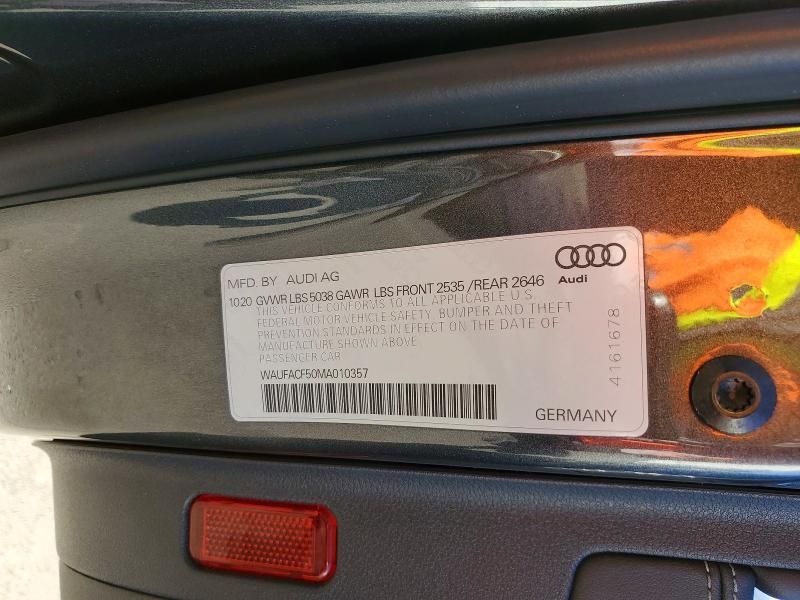 MFD. BY AUDI AG
Audi
10.20 GVWR LBS 5038 GAWR LBS FRONT 2535 /REAR 2646
THIS VEHICLE CONFORMS TO ALL APPLICABLE U.S.
FEDERAL MOTOR VEHICLE SAFETY, BUMPER AND THEFT
PREVENTION STANDARDS IN EFFECT ON THE DATE OF
MANUFACTURE SHOWN ABOVE.
PASSENGER CAR
WAUFACF50MA010357
4161678
GERMANY